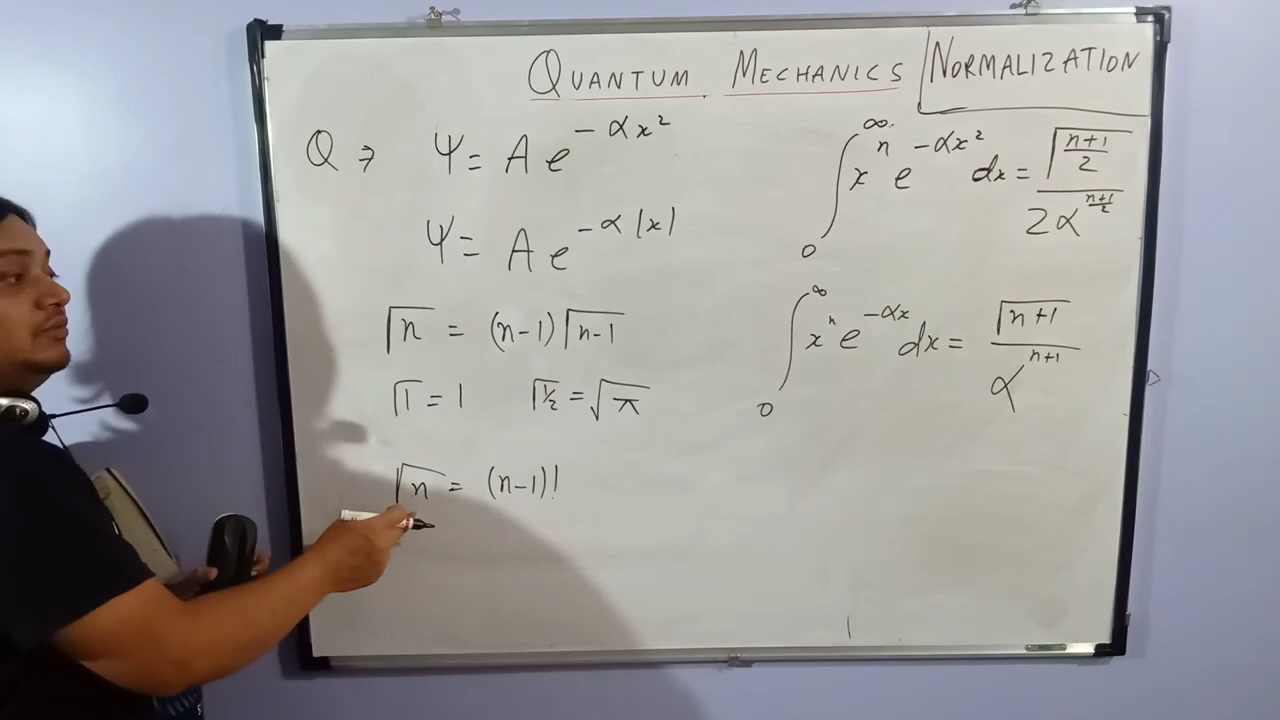 QUANTUM MECHANICS NORMALIZATION
Q ⇒ Ψ = A e^{-αx²}
Ψ = A e^{-α|x|}
Γn = (n-1) Γn-1
Γ1 = 1 Γ½ = √π
Γn = (n-1)!
∫₀^∞ xⁿ e^{-αx²} dx = Γ((n+1)/2) / 2α^{(n+1)/2}
∫₀^∞ xⁿ e^{-αx} dx = Γn+1 / α^{n+1}